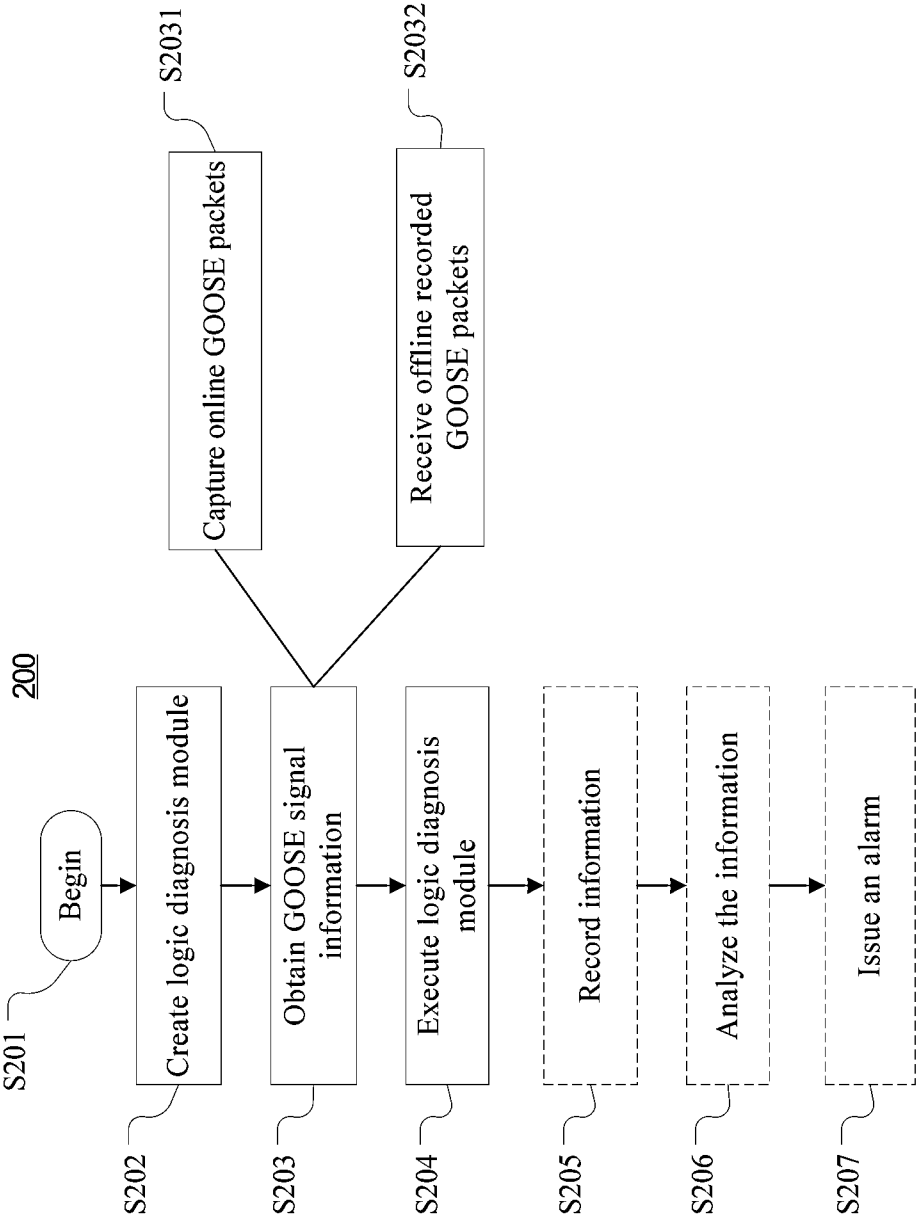 200
S201
Begin
S202
Create logic diagnosis module
S203
Obtain GOOSE signal
information
S2031
Capture online GOOSE packets
S2032
Receive offline recorded
GOOSE packets
S204
Execute logic diagnosis
module
S205
Record information
S206
Analyze the information
S207
Issue an alarm